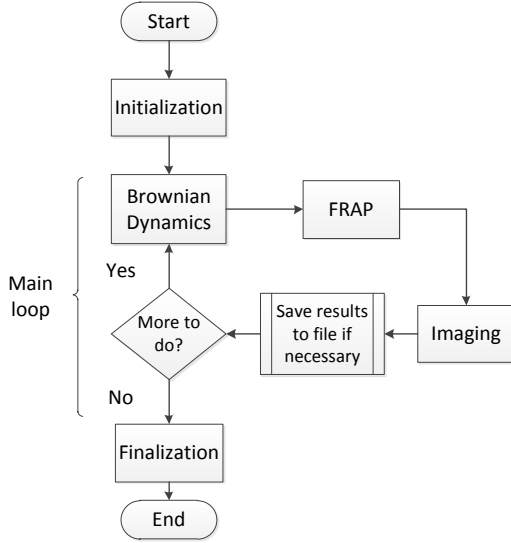 Start
Initialization
Brownian
Dynamics
FRAP
Main
loop
Yes
More to
do?
Save results
to file if
necessary
Imaging
No
Finalization
End